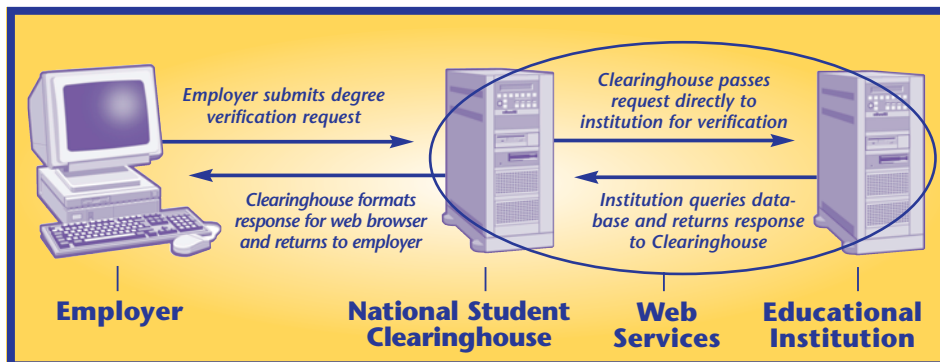 Employer submits degree
verification request
Clearinghouse passes
request directly to
institution for verification
Clearinghouse formats
response for web browser
and returns to employer
Institution queries data-
base and returns response
to Clearinghouse
Employer
National Student
Clearinghouse
Web
Services
Educational
Institution